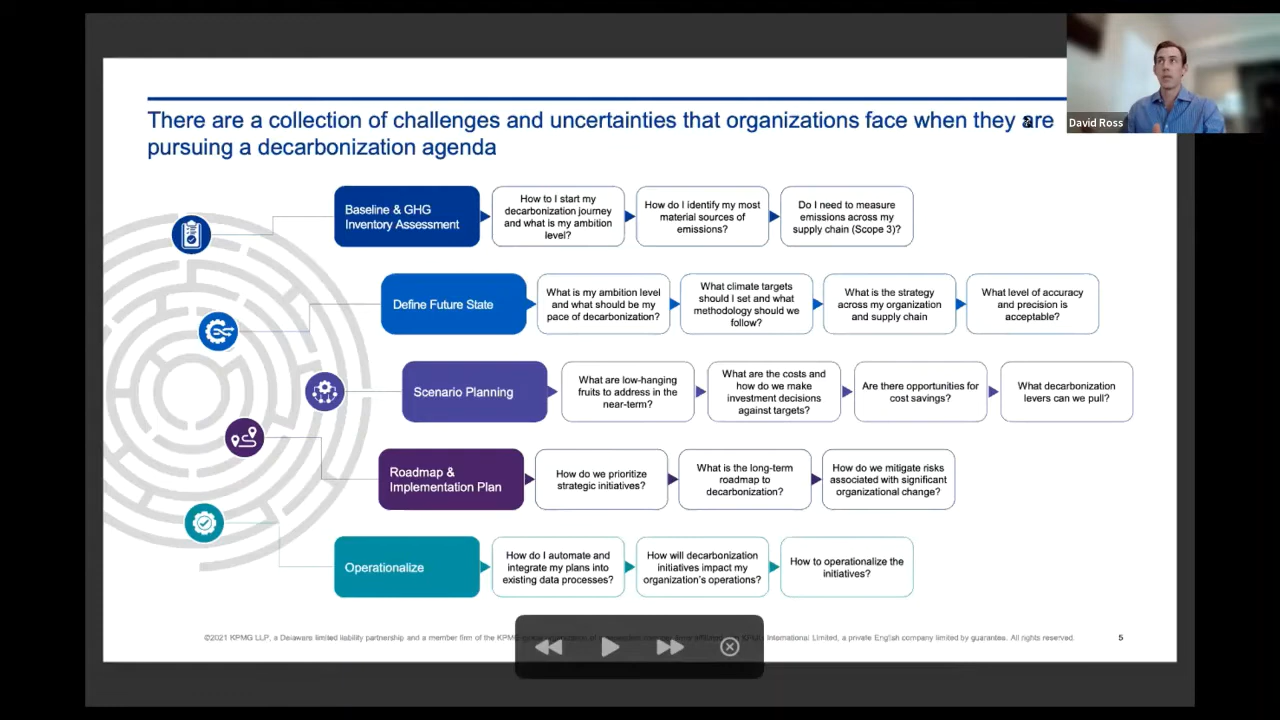 There are a collection of challenges and uncertainties that organizations face when they are
pursuing a decarbonization agenda
David Ross
Baseline & GHG
Inventory Assessment
How to I start my
decarbonization journey
and what is my ambition
level?
How do I identify my most
material sources of
emissions?
Do I need to measure
emissions across my
supply chain (Scope 3)?
Define Future State
What is my ambition level
and what should be my
pace of decarbonization?
What climate targets
should I set and what
methodology should we
follow?
What is the strategy
across my organization
and supply chain
What level of accuracy
and precision is
acceptable?
Scenario Planning
What are low-hanging
fruits to address in the
near-term?
What are the costs and
how do we make
investment decisions
against targets?
Are there opportunities for
cost savings?
What decarbonization
levers can we pull?
Roadmap &
Implementation Plan
How do we prioritize
strategic initiatives?
What is the long-term
roadmap to
decarbonization?
How do we mitigate risks
associated with significant
organizational change?
Operationalize
How do I automate and
integrate my plans into
existing data processes?
How will decarbonization
initiatives impact my
organization's operations?
How to operationalize the
initiatives?
©2021 KPMG LLP, a Delaware limited liability partnership and a member firm of the KPMG International Limited, a private English company limited by guarantee. All rights reserved.
5